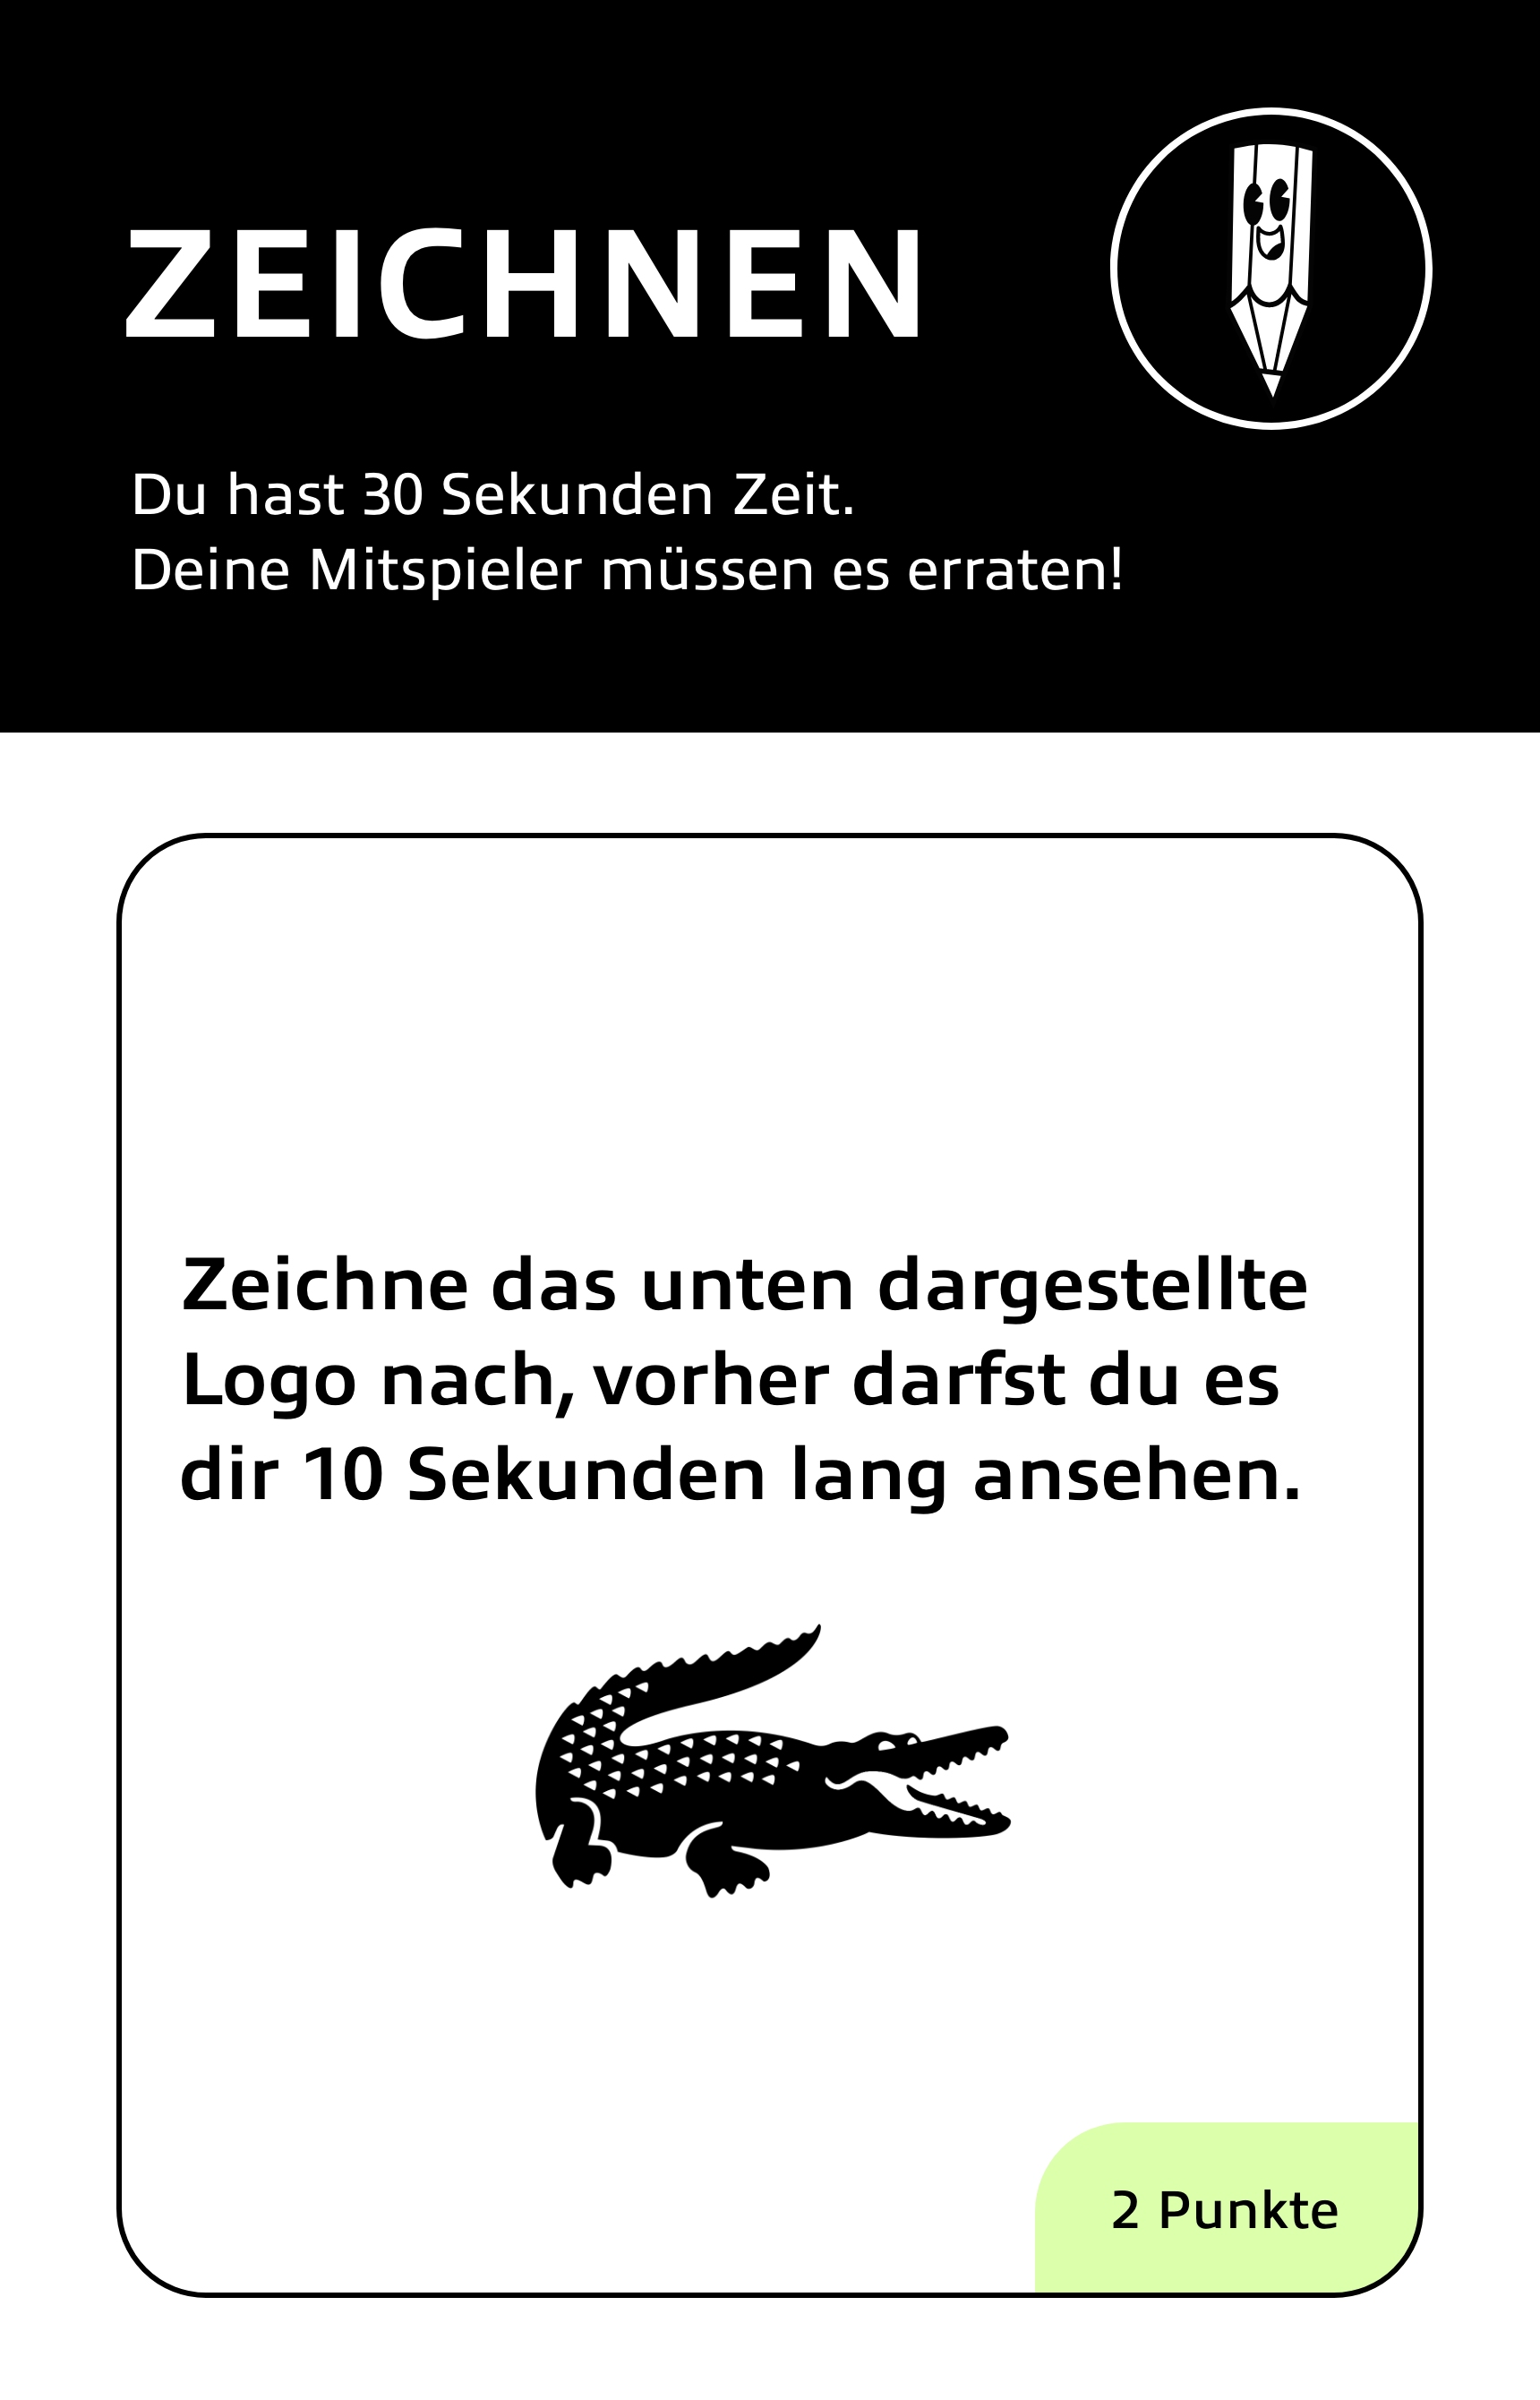 ZEICHNEN
Du hast 30 Sekunden Zeit.
Deine Mitspieler müssen es erraten!
Zeichne das unten dargestellte
Logo nach, vorher darfst du es
dir 10 Sekunden lang ansehen.
2 Punkte